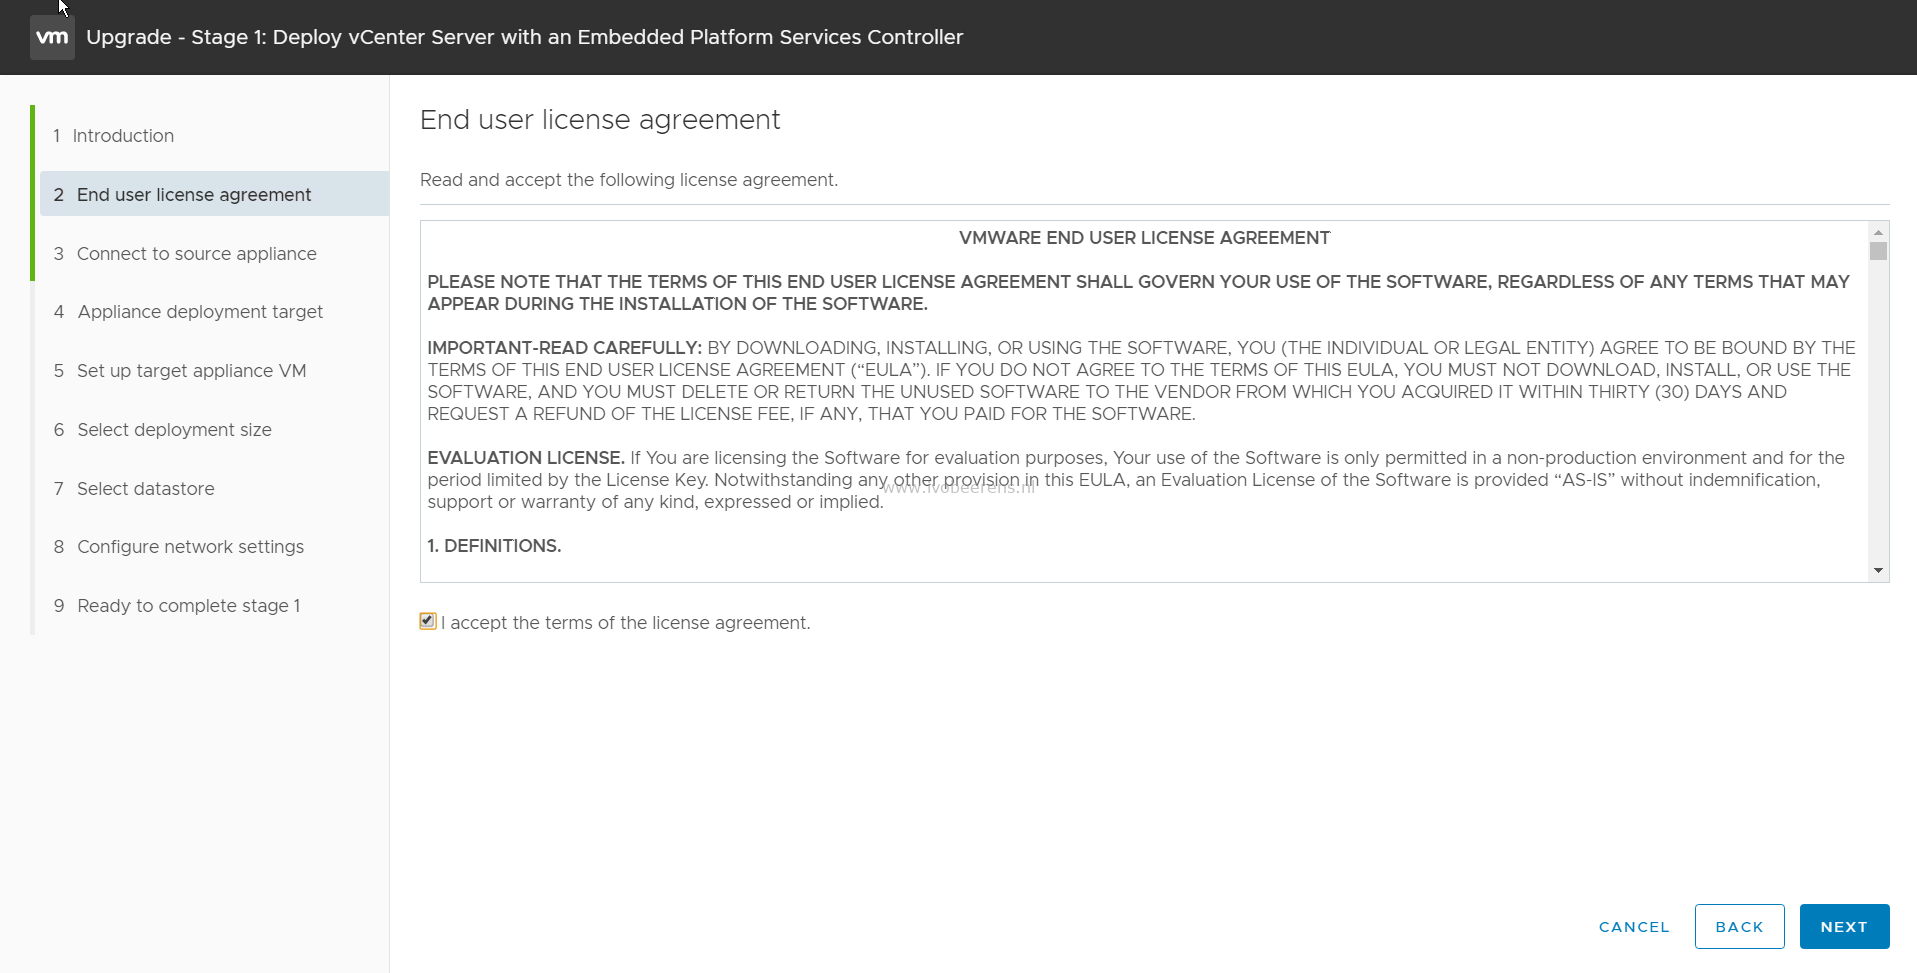 vm Upgrade - Stage 1: Deploy vCenter Server with an Embedded Platform Services Controller
1 Introduction
2 End user license agreement
3 Connect to source appliance
4 Appliance deployment target
5 Set up target appliance VM
6 Select deployment size
7 Select datastore
8 Configure network settings
9 Ready to complete stage 1
End user license agreement
Read and accept the following license agreement.
VMWARE END USER LICENSE AGREEMENT
PLEASE NOTE THAT THE TERMS OF THIS END USER LICENSE AGREEMENT SHALL GOVERN YOUR USE OF THE SOFTWARE, REGARDLESS OF ANY TERMS THAT MAY
APPEAR DURING THE INSTALLATION OF THE SOFTWARE.
IMPORTANT-READ CAREFULLY: BY DOWNLOADING, INSTALLING, OR USING THE SOFTWARE, YOU (THE INDIVIDUAL OR LEGAL ENTITY) AGREE TO BE BOUND BY THE
TERMS OF THIS END USER LICENSE AGREEMENT (“EULA”). IF YOU DO NOT AGREE TO THE TERMS OF THIS EULA, YOU MUST NOT DOWNLOAD, INSTALL, OR USE THE
SOFTWARE, AND YOU MUST DELETE OR RETURN THE UNUSED SOFTWARE TO THE VENDOR FROM WHICH YOU ACQUIRED IT WITHIN THIRTY (30) DAYS AND
REQUEST A REFUND OF THE LICENSE FEE, IF ANY, THAT YOU PAID FOR THE SOFTWARE.
EVALUATION LICENSE. If You are licensing the Software for evaluation purposes, Your use of the Software is only permitted in a non-production environment and for the
period limited by the License Key. Notwithstanding any other provision in this EULA, an Evaluation License of the Software is provided “AS-IS” without indemnification,
www.ivobeerens.nl
support or warranty of any kind, expressed or implied.
1. DEFINITIONS.
I accept the terms of the license agreement.
CANCEL BACK NEXT